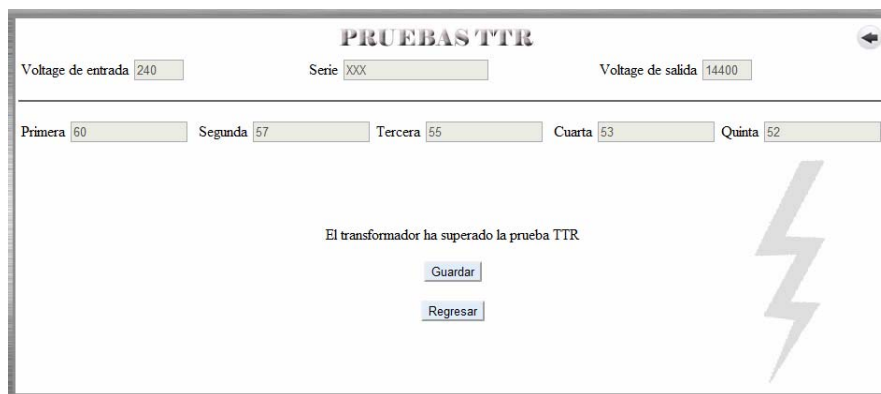 PRUEBAS TTR
Voltage de entrada 240 Serie XXX Voltage de salida 14400
Primera 60 Segunda 57 Tercera 55 Cuarta 53 Quinta 52
El transformador ha superado la prueba TTR
Guardar
Regresar